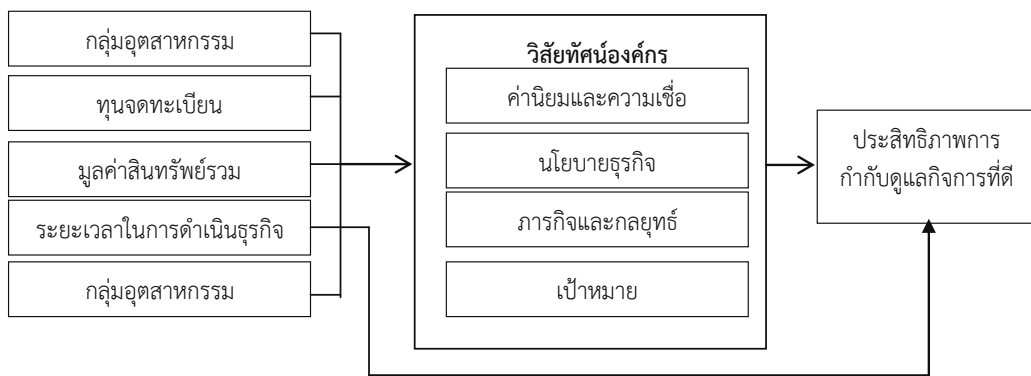 กลุ่มอุตสาหกรรม
ทุนจดทะเบียน
มูลค่าสินทรัพย์รวม
ระยะเวลาในการดำเนินธุรกิจ
กลุ่มอุตสาหกรรม
วิสัยทัศน์องค์กร
ค่านิยมและความเชื่อ
นโยบายธุรกิจ
ภารกิจและกลยุทธ์
เป้าหมาย
ประสิทธิภาพการ
กำกับดูแลกิจการที่ดี